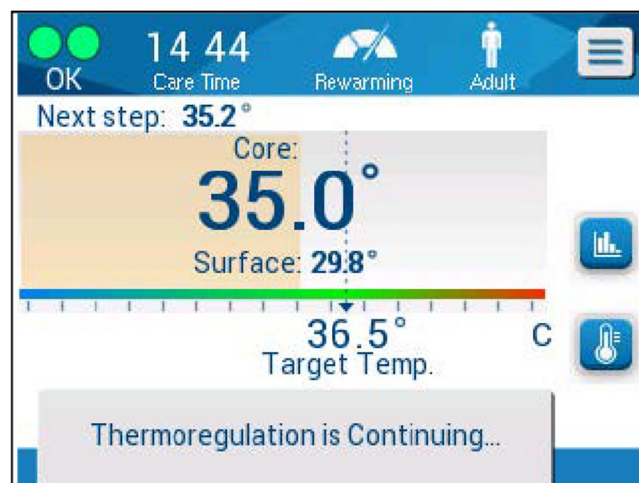 OK
14 44
Care Time
Rewarming
Adult
Next step: 35.2°
Core:
35.0°
Surface: 29.8°
36.5°
C
Target Temp.
Thermoregulation is Continuing...